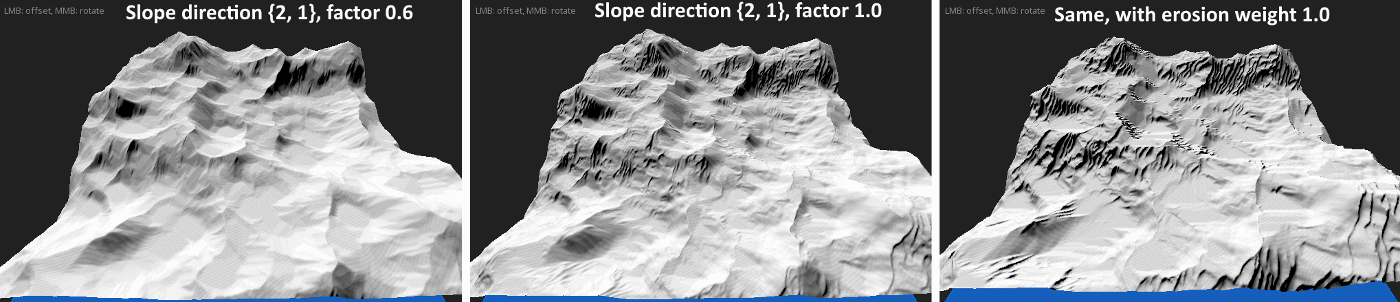 LMB: offset, MMB: rotate
Slope direction {2, 1}, factor 0.6
LMB: offset, MMB: rotate
Slope direction {2, 1}, factor 1.0
LMB: offset, MMB: rotate
Same, with erosion weight 1.0